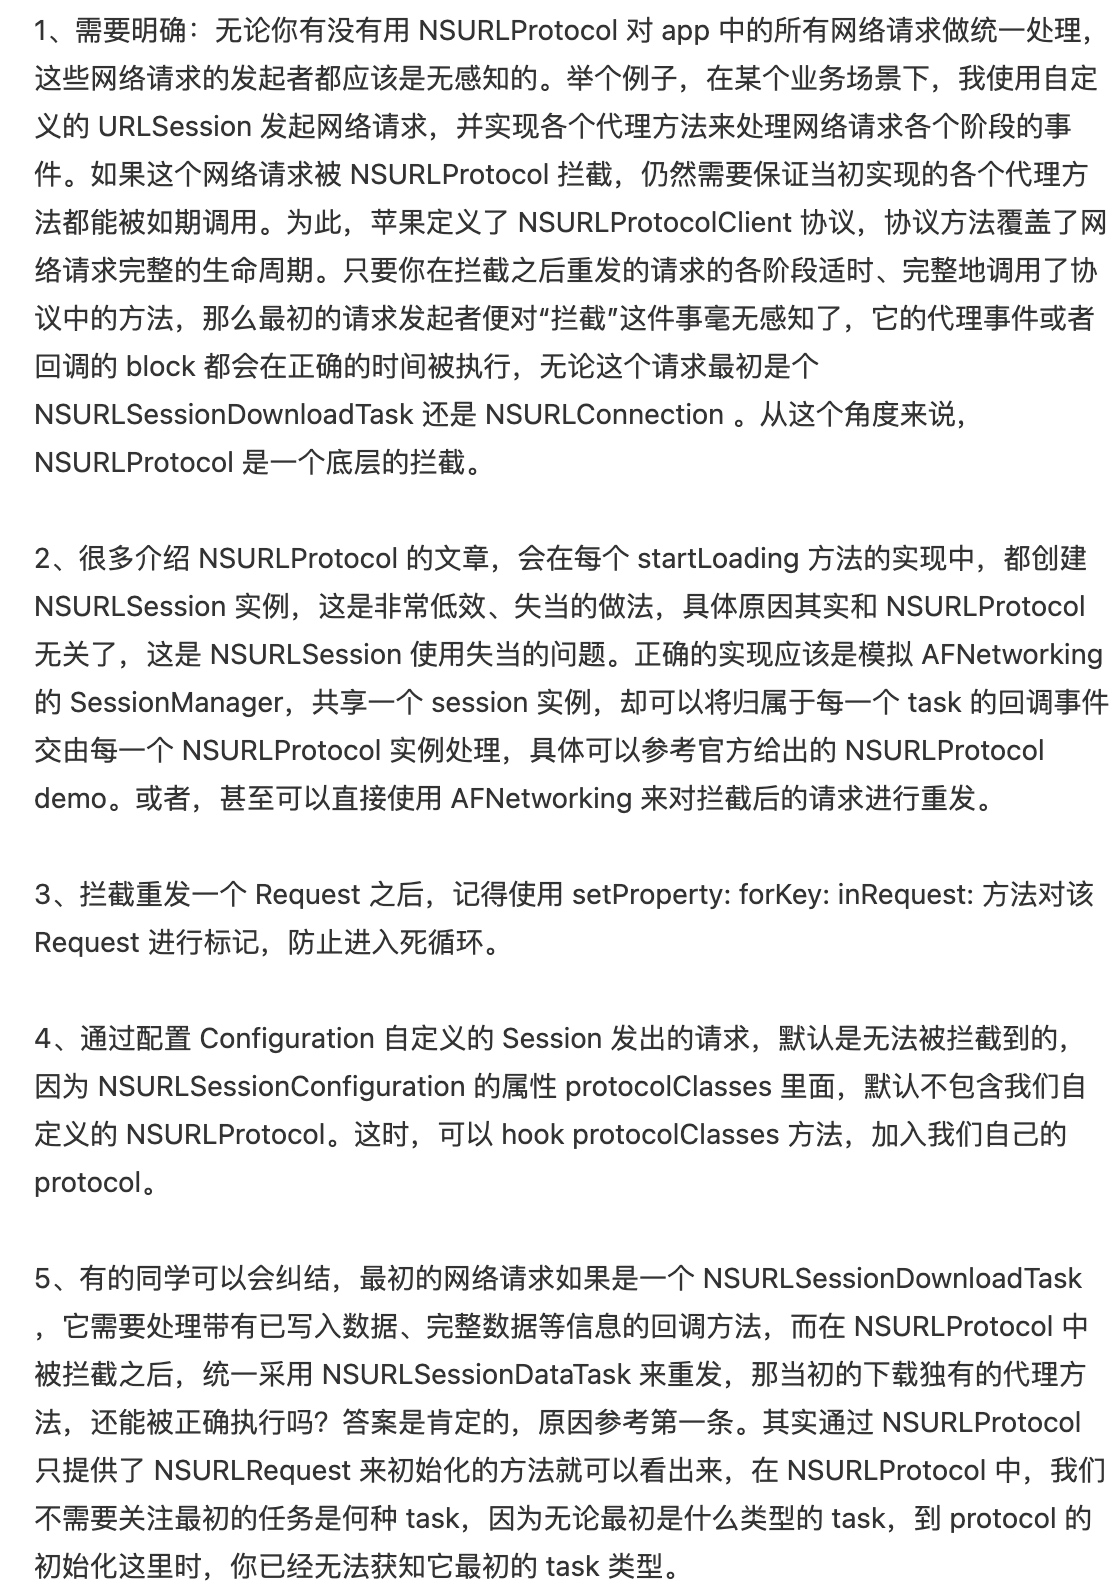 1、需要明确：无论你有没有用 NSURLProtocol 对 app 中的所有网络请求做统一处理，
这些网络请求的发起者都应该是无感知的。举个例子，在某个业务场景下，我使用自定
义的 URLSession 发起网络请求，并实现各个代理方法来处理网络请求各个阶段的事
件。如果这个网络请求被 NSURLProtocol 拦截，仍然需要保证当初实现的各个代理方
法都能被如期调用。为此，苹果定义了 NSURLProtocolClient 协议，协议方法覆盖了网
络请求完整的生命周期。只要你在拦截之后重发的请求的各阶段适时、完整地调用了协
议中的方法，那么最初的请求发起者便对“拦截”这件事毫无感知了，它的代理事件或者
回调的 block 都会在正确的时间被执行，无论这个请求最初是个
NSURLSessionDownloadTask 还是 NSURLConnection 。从这个角度来说，
NSURLProtocol 是一个底层的拦截。
2、很多介绍 NSURLProtocol 的文章，会在每个 startLoading 方法的实现中，都创建
NSURLSession 实例，这是非常低效、失当的做法，具体原因其实和 NSURLProtocol
无关了，这是 NSURLSession 使用失当的问题。正确的实现应该是模拟 AFNetworking
的 SessionManager，共享一个 session 实例，却可以将归属于每一个 task 的回调事件
交由每一个 NSURLProtocol 实例处理，具体可以参考官方给出的 NSURLProtocol
demo。或者，甚至可以直接使用 AFNetworking 来对拦截后的请求进行重发。
3、拦截重发一个 Request 之后，记得使用 setProperty: forKey: inRequest: 方法对该
Request 进行标记，防止进入死循环。
4、通过配置 Configuration 自定义的 Session 发出的请求，默认是无法被拦截到的，
因为 NSURLSessionConfiguration 的属性 protocolClasses 里面，默认不包含我们自
定义的 NSURLProtocol。这时，可以 hook protocolClasses 方法，加入我们自己的
protocol。
5、有的同学可以会纠结，最初的网络请求如果是一个 NSURLSessionDownloadTask
，它需要处理带有已写入数据、完整数据等信息的回调方法，而在 NSURLProtocol 中
被拦截之后，统一采用 NSURLSessionDataTask 来重发，那当初的下载独有的代理方
法，还能被正确执行吗？答案是肯定的，原因参考第一条。其实通过 NSURLProtocol
只提供了 NSURLRequest 来初始化的方法就可以看出来，在 NSURLProtocol 中，我们
不需要关注最初的任务是何种 task，因为无论最初是什么类型的 task，到 protocol 的
初始化这里时，你已经无法获知它最初的 task 类型。